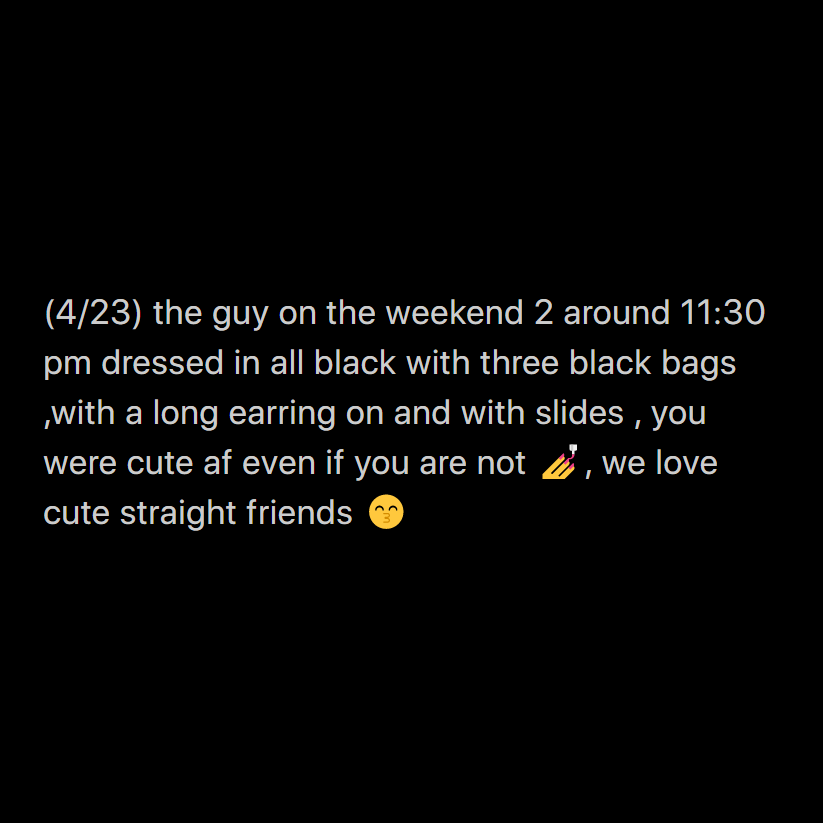 (4/23) the guy on the weekend 2 around 11:30
pm dressed in all black with three black bags
,with a long earring on and with slides , you
were cute af even if you are not 💅 , we love
cute straight friends 😙